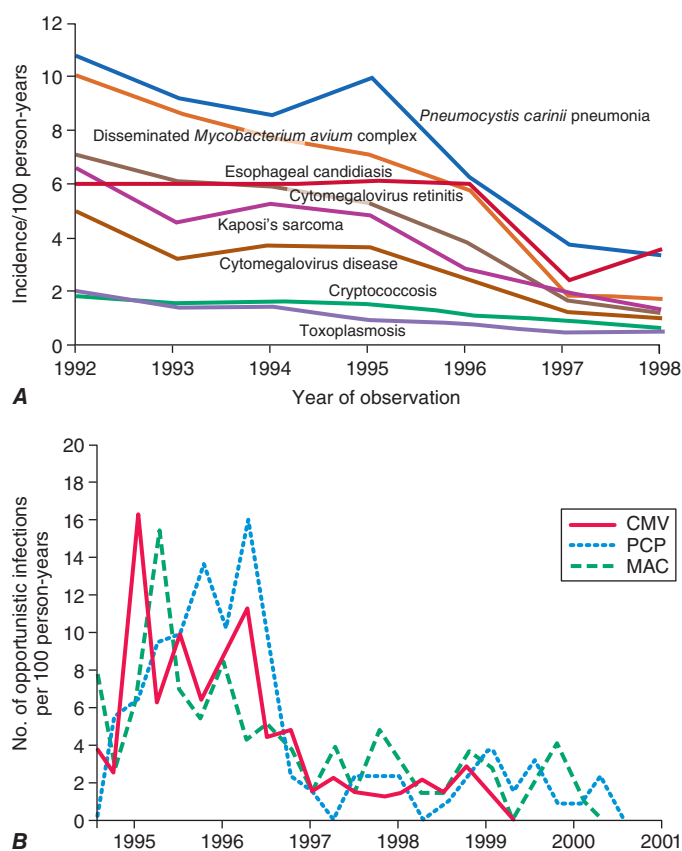 Incidence/100 person-years
12
10
8
6
4
2
0
Pneumocystis carinii pneumonia
Disseminated Mycobacterium avium complex
Esophageal candidiasis
Cytomegalovirus retinitis
Kaposi's sarcoma
Cytomegalovirus disease
Cryptococcosis
Toxoplasmosis
1992 1993 1994 1995 1996 1997 1998
A
Year of observation
No. of opportunistic infections
per 100 person-years
20
18
16
14
12
10
8
6
4
2
0
CMV
PCP
MAC
1995 1996 1997 1998 1999 2000 2001
B